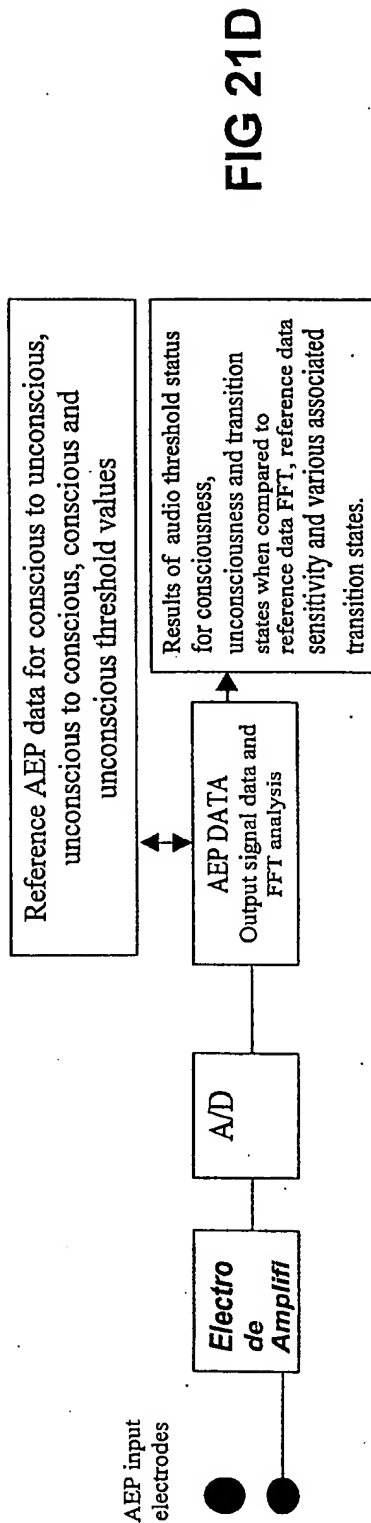 AEP input
electrodes
Electro
de
Amplifi
A/D
AEP DATA
Output signal data and
FFT analysis
Reference AEP data for conscious to unconscious,
unconscious to conscious, conscious and
unconscious threshold values
Results of audio threshold status
for consciousness,
unconsciousness and transition
states when compared to
reference data FFT, reference data
sensitivity and various associated
transition states.
FIG 21D